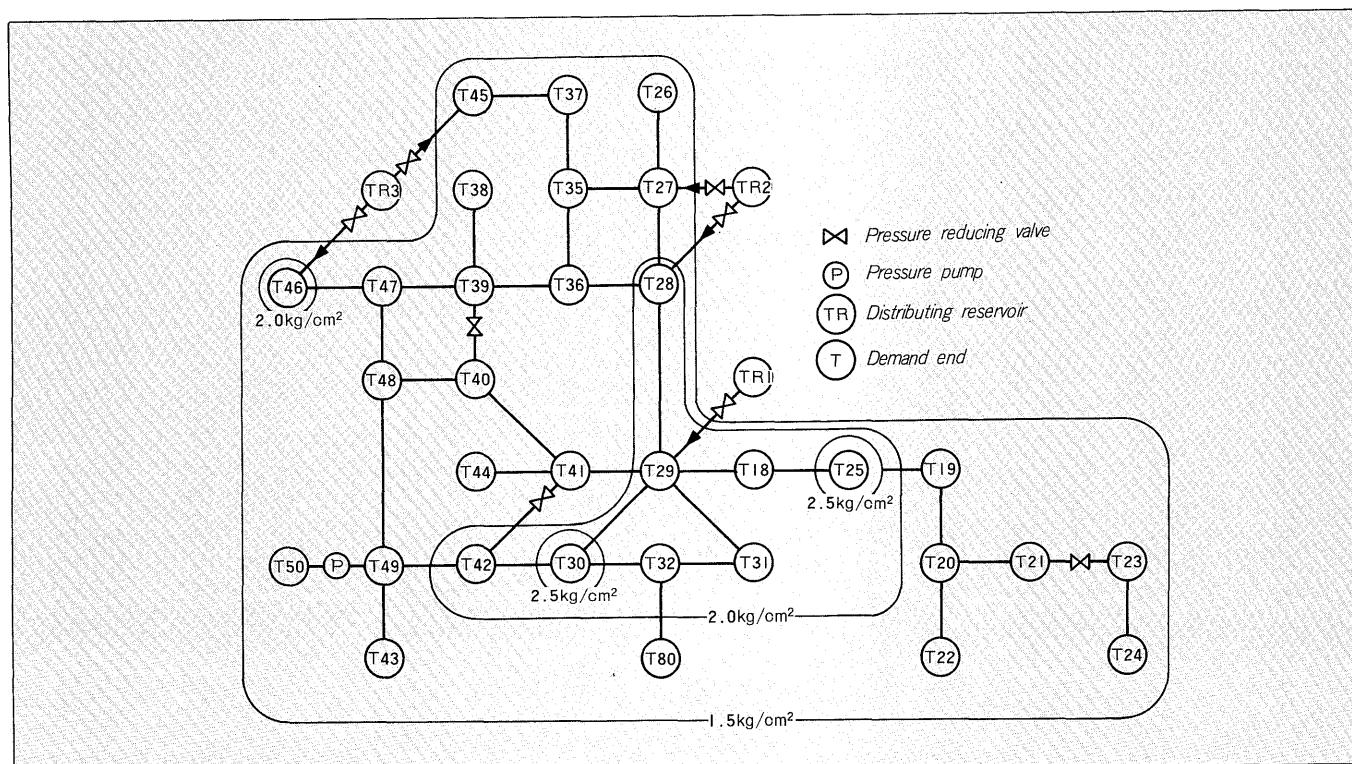 T45
T37
T26
TR3
T38
T35
T27
TR2
Pressure reducing valve
P Pressure pump
TR Distributing reservoir
T Demand end
T46
T47
T39
T36
T28
2.0kg/cm²
T48
T40
TR1
T44
T41
T29
T18
T25
T19
2.5kg/cm²
T50
P
T49
T42
T30
T32
T31
T20
T21
T23
2.5kg/cm²
2.0kg/cm²
T43
T80
T22
T24
1.5kg/cm²